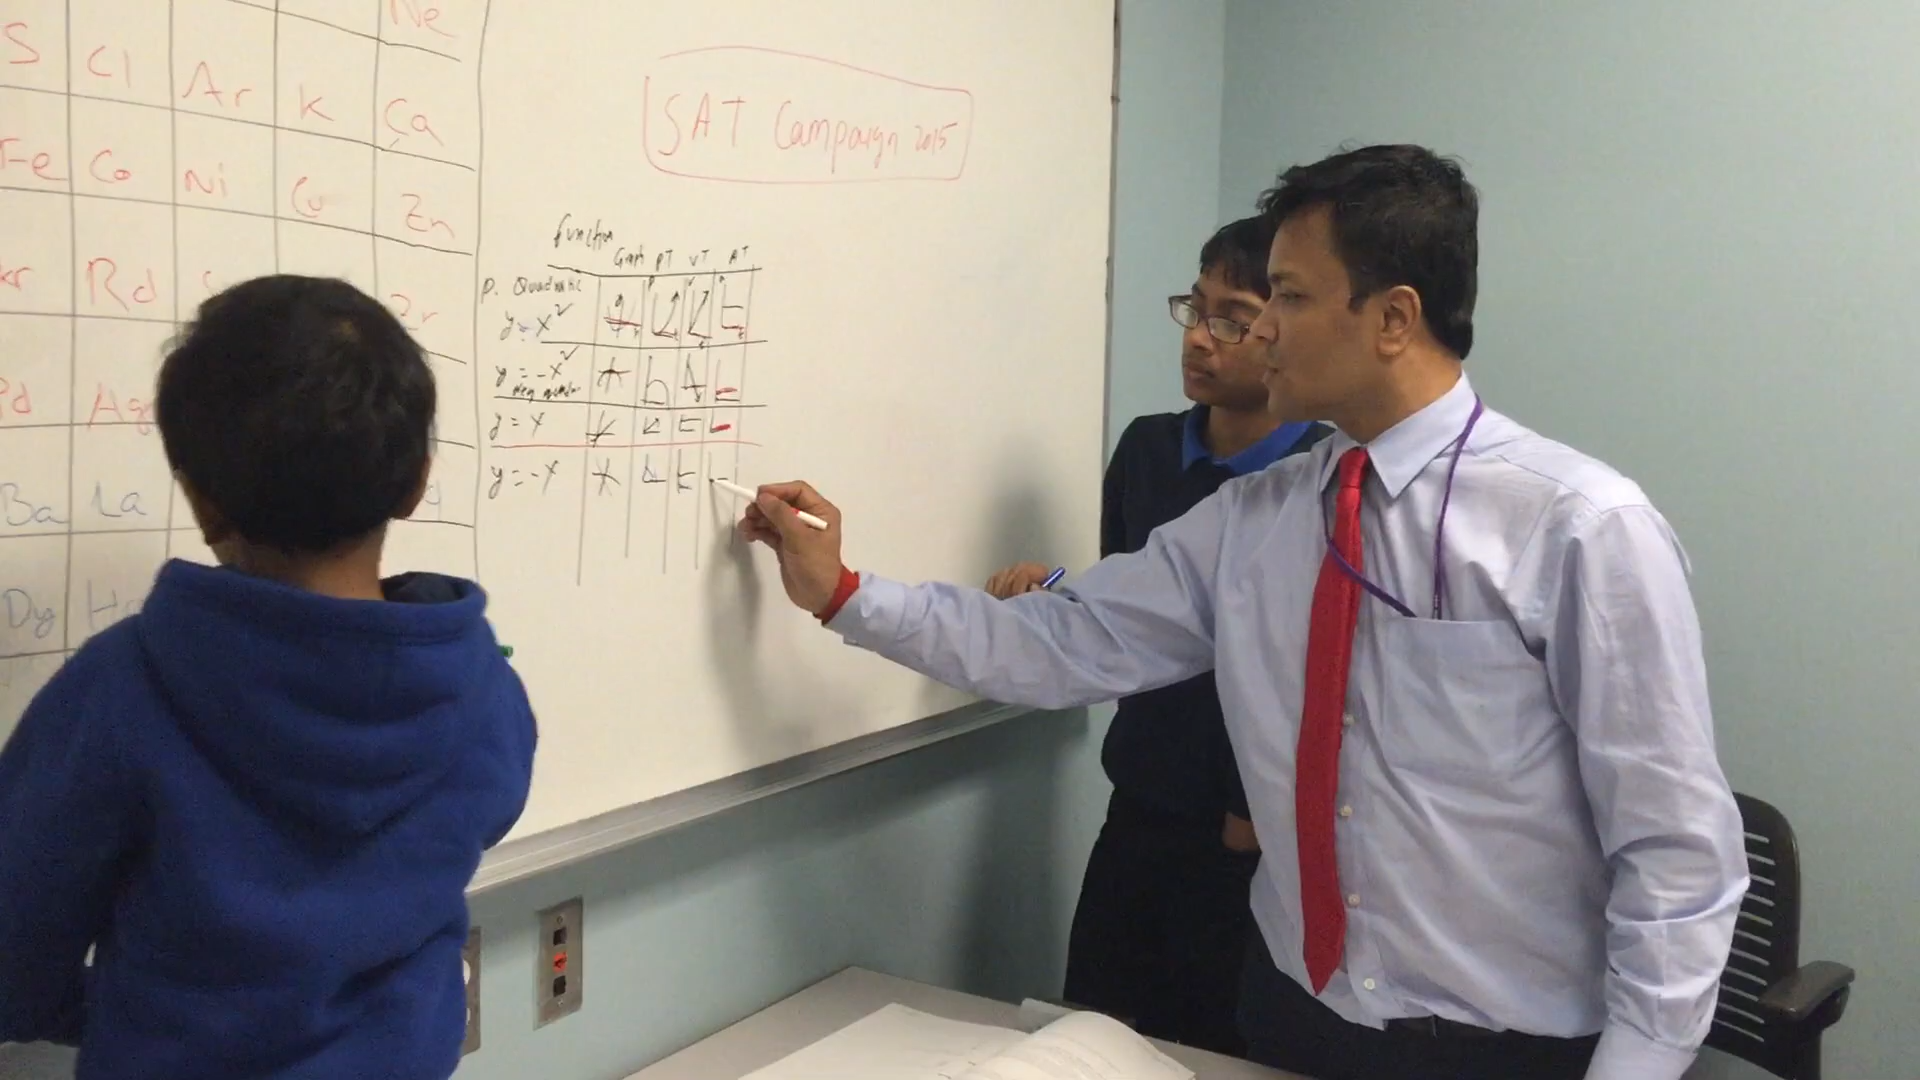 Ne
S Cl Ar K Ca
Fe Co Ni Cu Zn
Kr Rd Zr
Pd Ag
Ba La
Dy Ho
SAT Campaign 2015
function
Graph PT VT AT
P. Quadratic
y = x²
y = -x²
y = x
y = -x